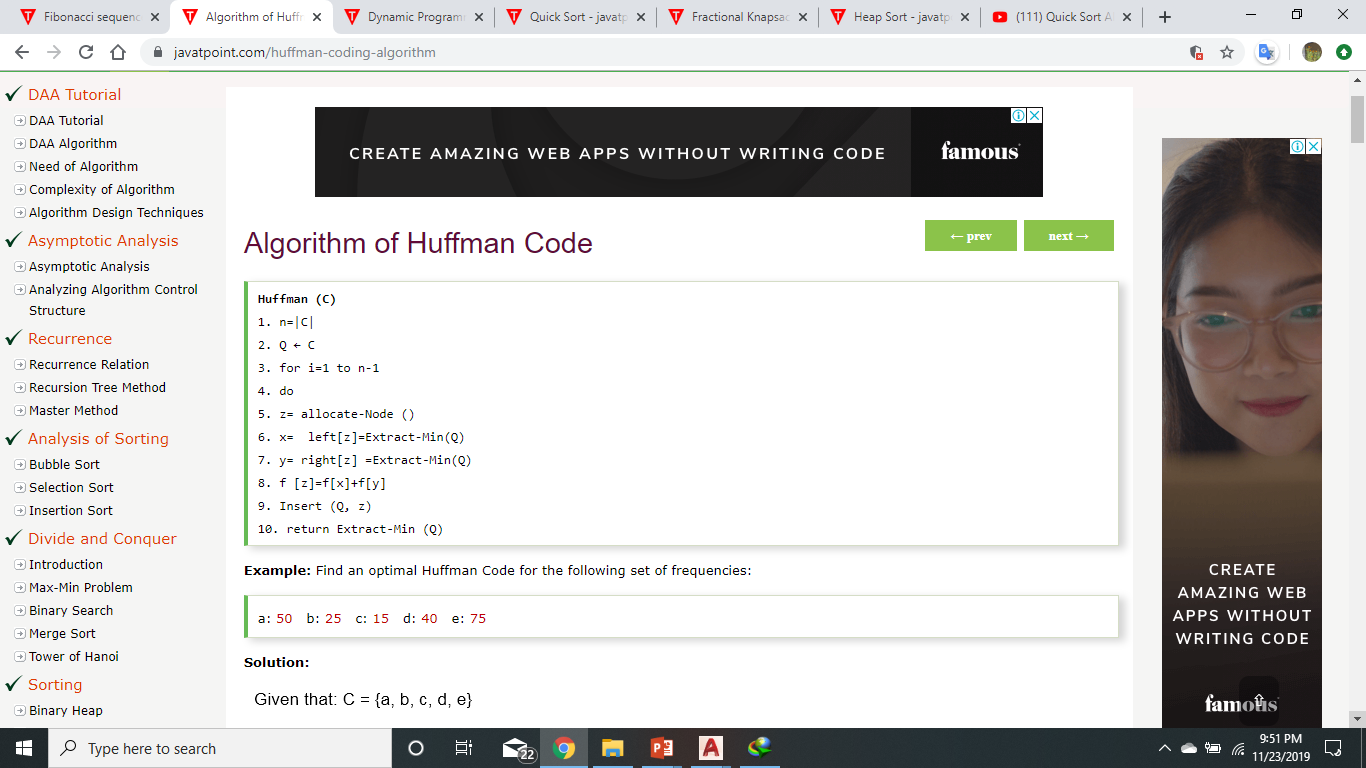 Fibonacci sequenc
Algorithm of Huffn
Dynamic Programm
Quick Sort - javatp
Fractional Knapsac
Heap Sort - javatp
(111) Quick Sort A
javatpoint.com/huffman-coding-algorithm
DAA Tutorial
DAA Tutorial
DAA Algorithm
Need of Algorithm
Complexity of Algorithm
Algorithm Design Techniques
Asymptotic Analysis
Asymptotic Analysis
Analyzing Algorithm Control
Structure
Recurrence
Recurrence Relation
Recursion Tree Method
Master Method
Analysis of Sorting
Bubble Sort
Selection Sort
Insertion Sort
Divide and Conquer
Introduction
Max-Min Problem
Binary Search
Merge Sort
Tower of Hanoi
Sorting
Binary Heap
CREATE AMAZING WEB APPS WITHOUT WRITING CODE
famous
Algorithm of Huffman Code
← prev
next →
Huffman (C)
1. n=|C|
2. Q ← C
3. for i=1 to n-1
4. do
5. z= allocate-Node ()
6. x=  left[z]=Extract-Min(Q)
7. y= right[z] =Extract-Min(Q)
8. f [z]=f[x]+f[y]
9. Insert (Q, z)
10. return Extract-Min (Q)
Example: Find an optimal Huffman Code for the following set of frequencies:
a: 50  b: 25  c: 15  d: 40  e: 75
Solution:
Given that: C = {a, b, c, d, e}
CREATE
AMAZING WEB
APPS WITHOUT
WRITING CODE
famous
Type here to search
22
9:51 PM
11/23/2019